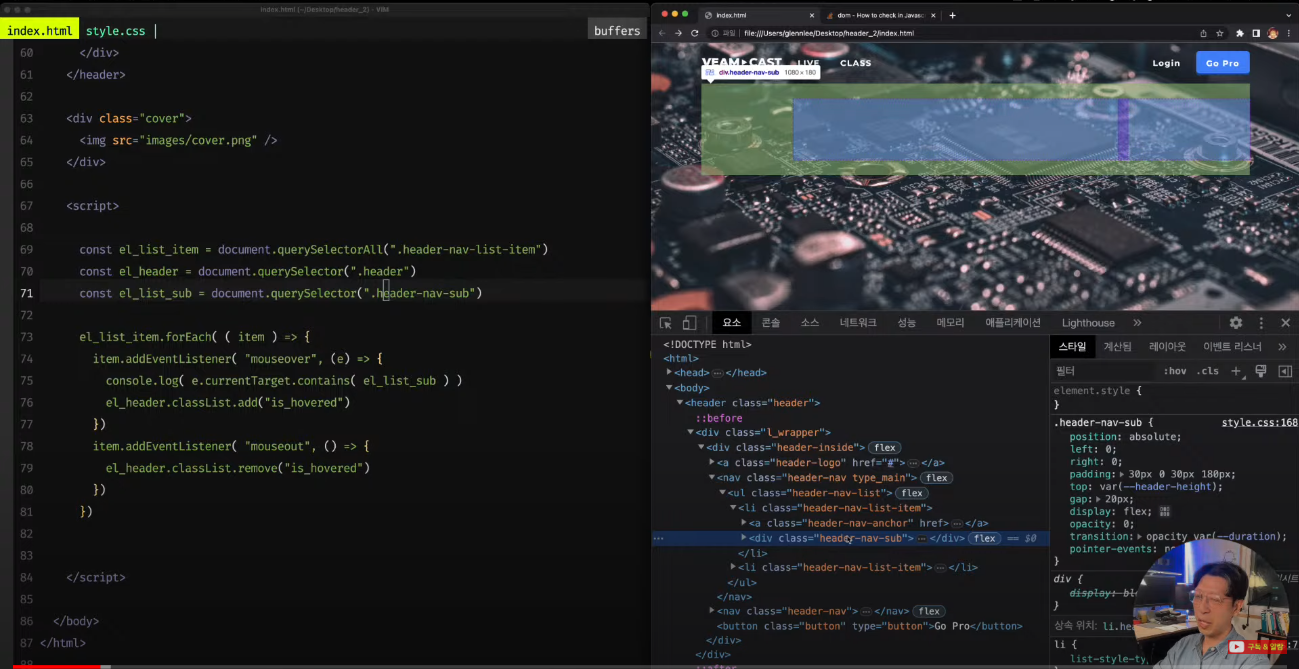 index.html (~/Desktop/header_2) - VIM
index.html style.css buffers
60 </div>
61 </header>
62
63 <div class="cover">
64 <img src="images/cover.png" />
65 </div>
66
67 <script>
68
69 const el_list_item = document.querySelectorAll(".header-nav-list-item")
70 const el_header = document.querySelector(".header")
71 const el_list_sub = document.querySelector(".header-nav-sub")
72
73 el_list_item.forEach( ( item ) => {
74 item.addEventListener( "mouseover", (e) => {
75 console.log( e.currentTarget.contains( el_list_sub ) )
76 el_header.classList.add("is_hovered")
77 })
78 item.addEventListener( "mouseout", () => {
79 el_header.classList.remove("is_hovered")
80 })
81 })
82
83
84 </script>
85
86 </body>
87 </html>
index.html
dom - How to check in Javasc
파일 file:///Users/glennlee/Desktop/header_2/index.html
VEAM CAST LIVE CLASS Login Go Pro
div.header-nav-sub 1080 × 180
요소 콘솔 소스 네트워크 성능 메모리 애플리케이션 Lighthouse »
<!DOCTYPE html>
<html>
<head> … </head>
<body>
<header class="header">
::before
<div class="l_wrapper">
<div class="header-inside"> flex
<a class="header-logo" href="#"> … </a>
<nav class="header-nav type_main"> flex
<ul class="header-nav-list"> flex
<li class="header-nav-list-item">
<a class="header-nav-anchor" href> … </a>
<div class="header-nav-sub"> … </div> flex == $0
</li>
<li class="header-nav-list-item"> … </li>
</ul>
</nav>
<nav class="header-nav"> … </nav> flex
<button class="button" type="button">Go Pro</button>
</div>
</div>
::after
스타일 계산됨 레이아웃 이벤트 리스너 »
필터 :hov .cls +
element.style {
}
.header-nav-sub { style.css:168
position: absolute;
left: 0;
right: 0;
padding: 30px 0 30px 180px;
top: var(--header-height);
gap: 20px;
display: flex;
opacity: 0;
transition: opacity var(--duration);
pointer-events:
}
div {
display:
}
상속 위치:
li {
list-style-type:
구독 & 알람